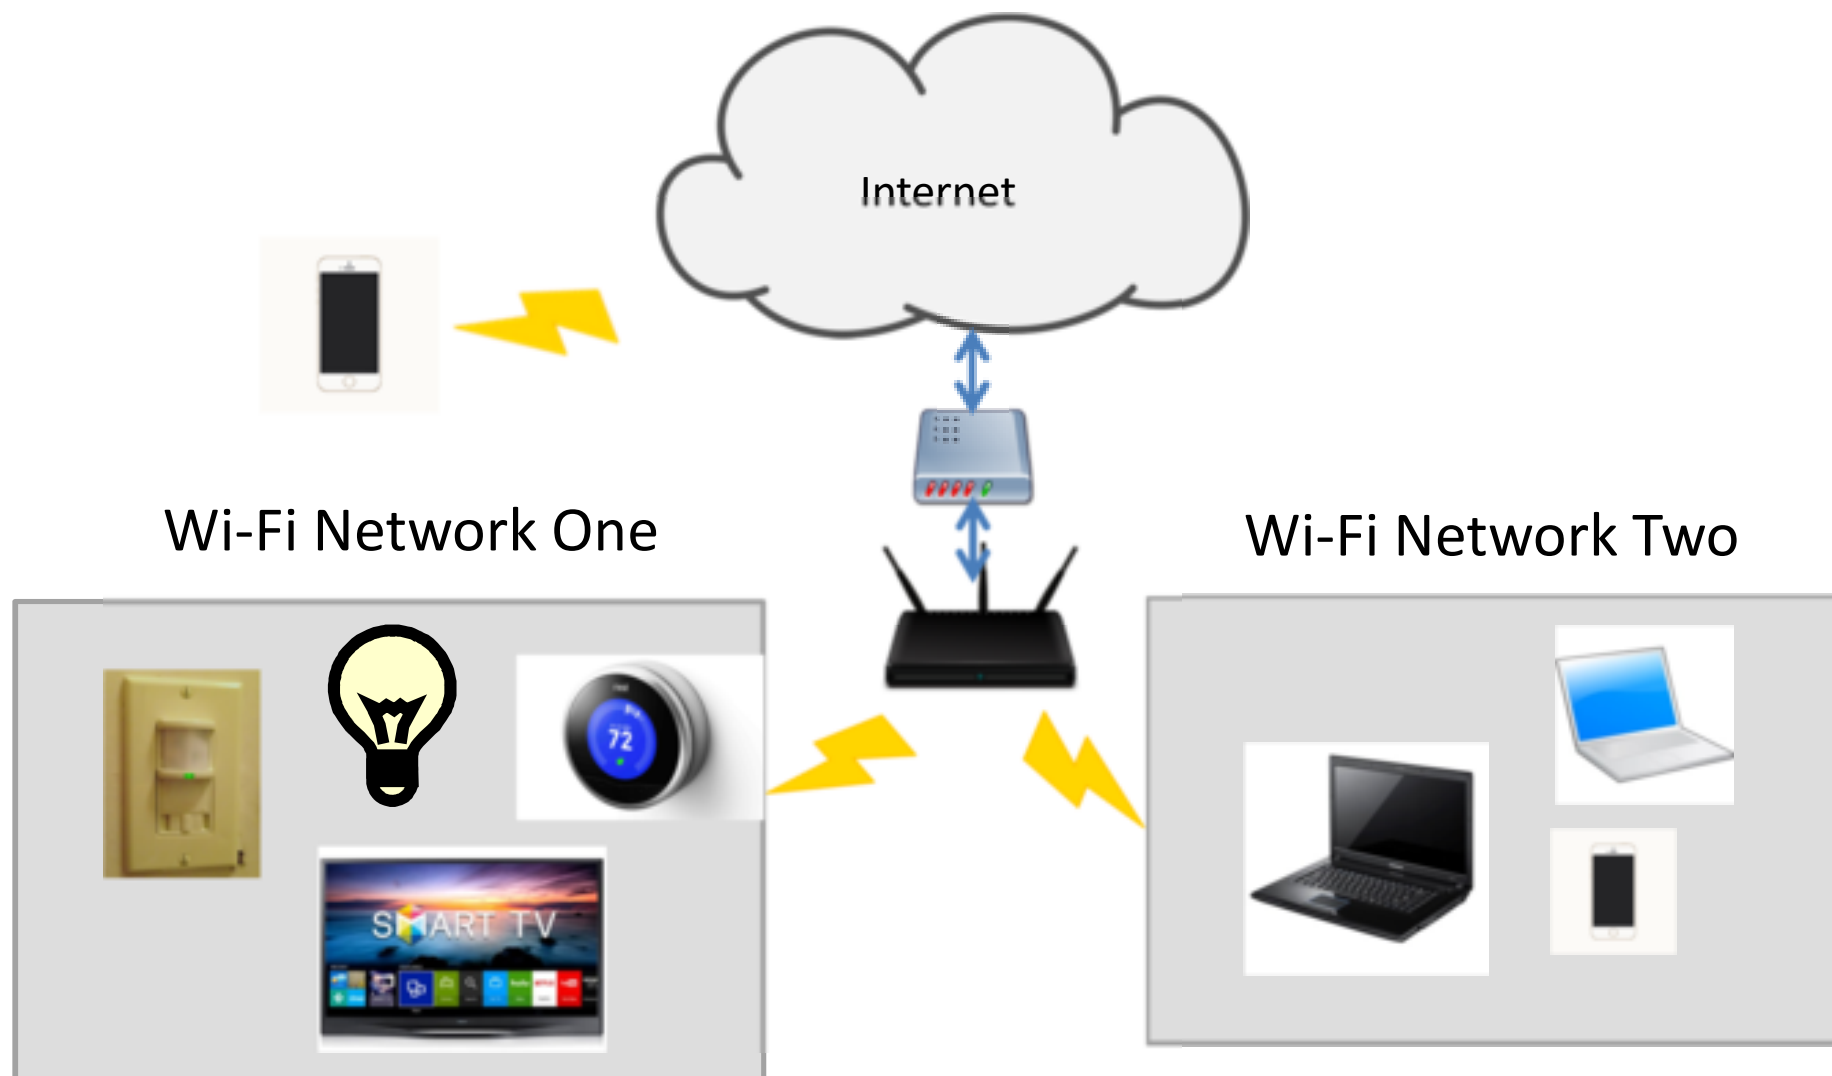 Internet
Wi-Fi Network One
Wi-Fi Network Two
72
SMART TV